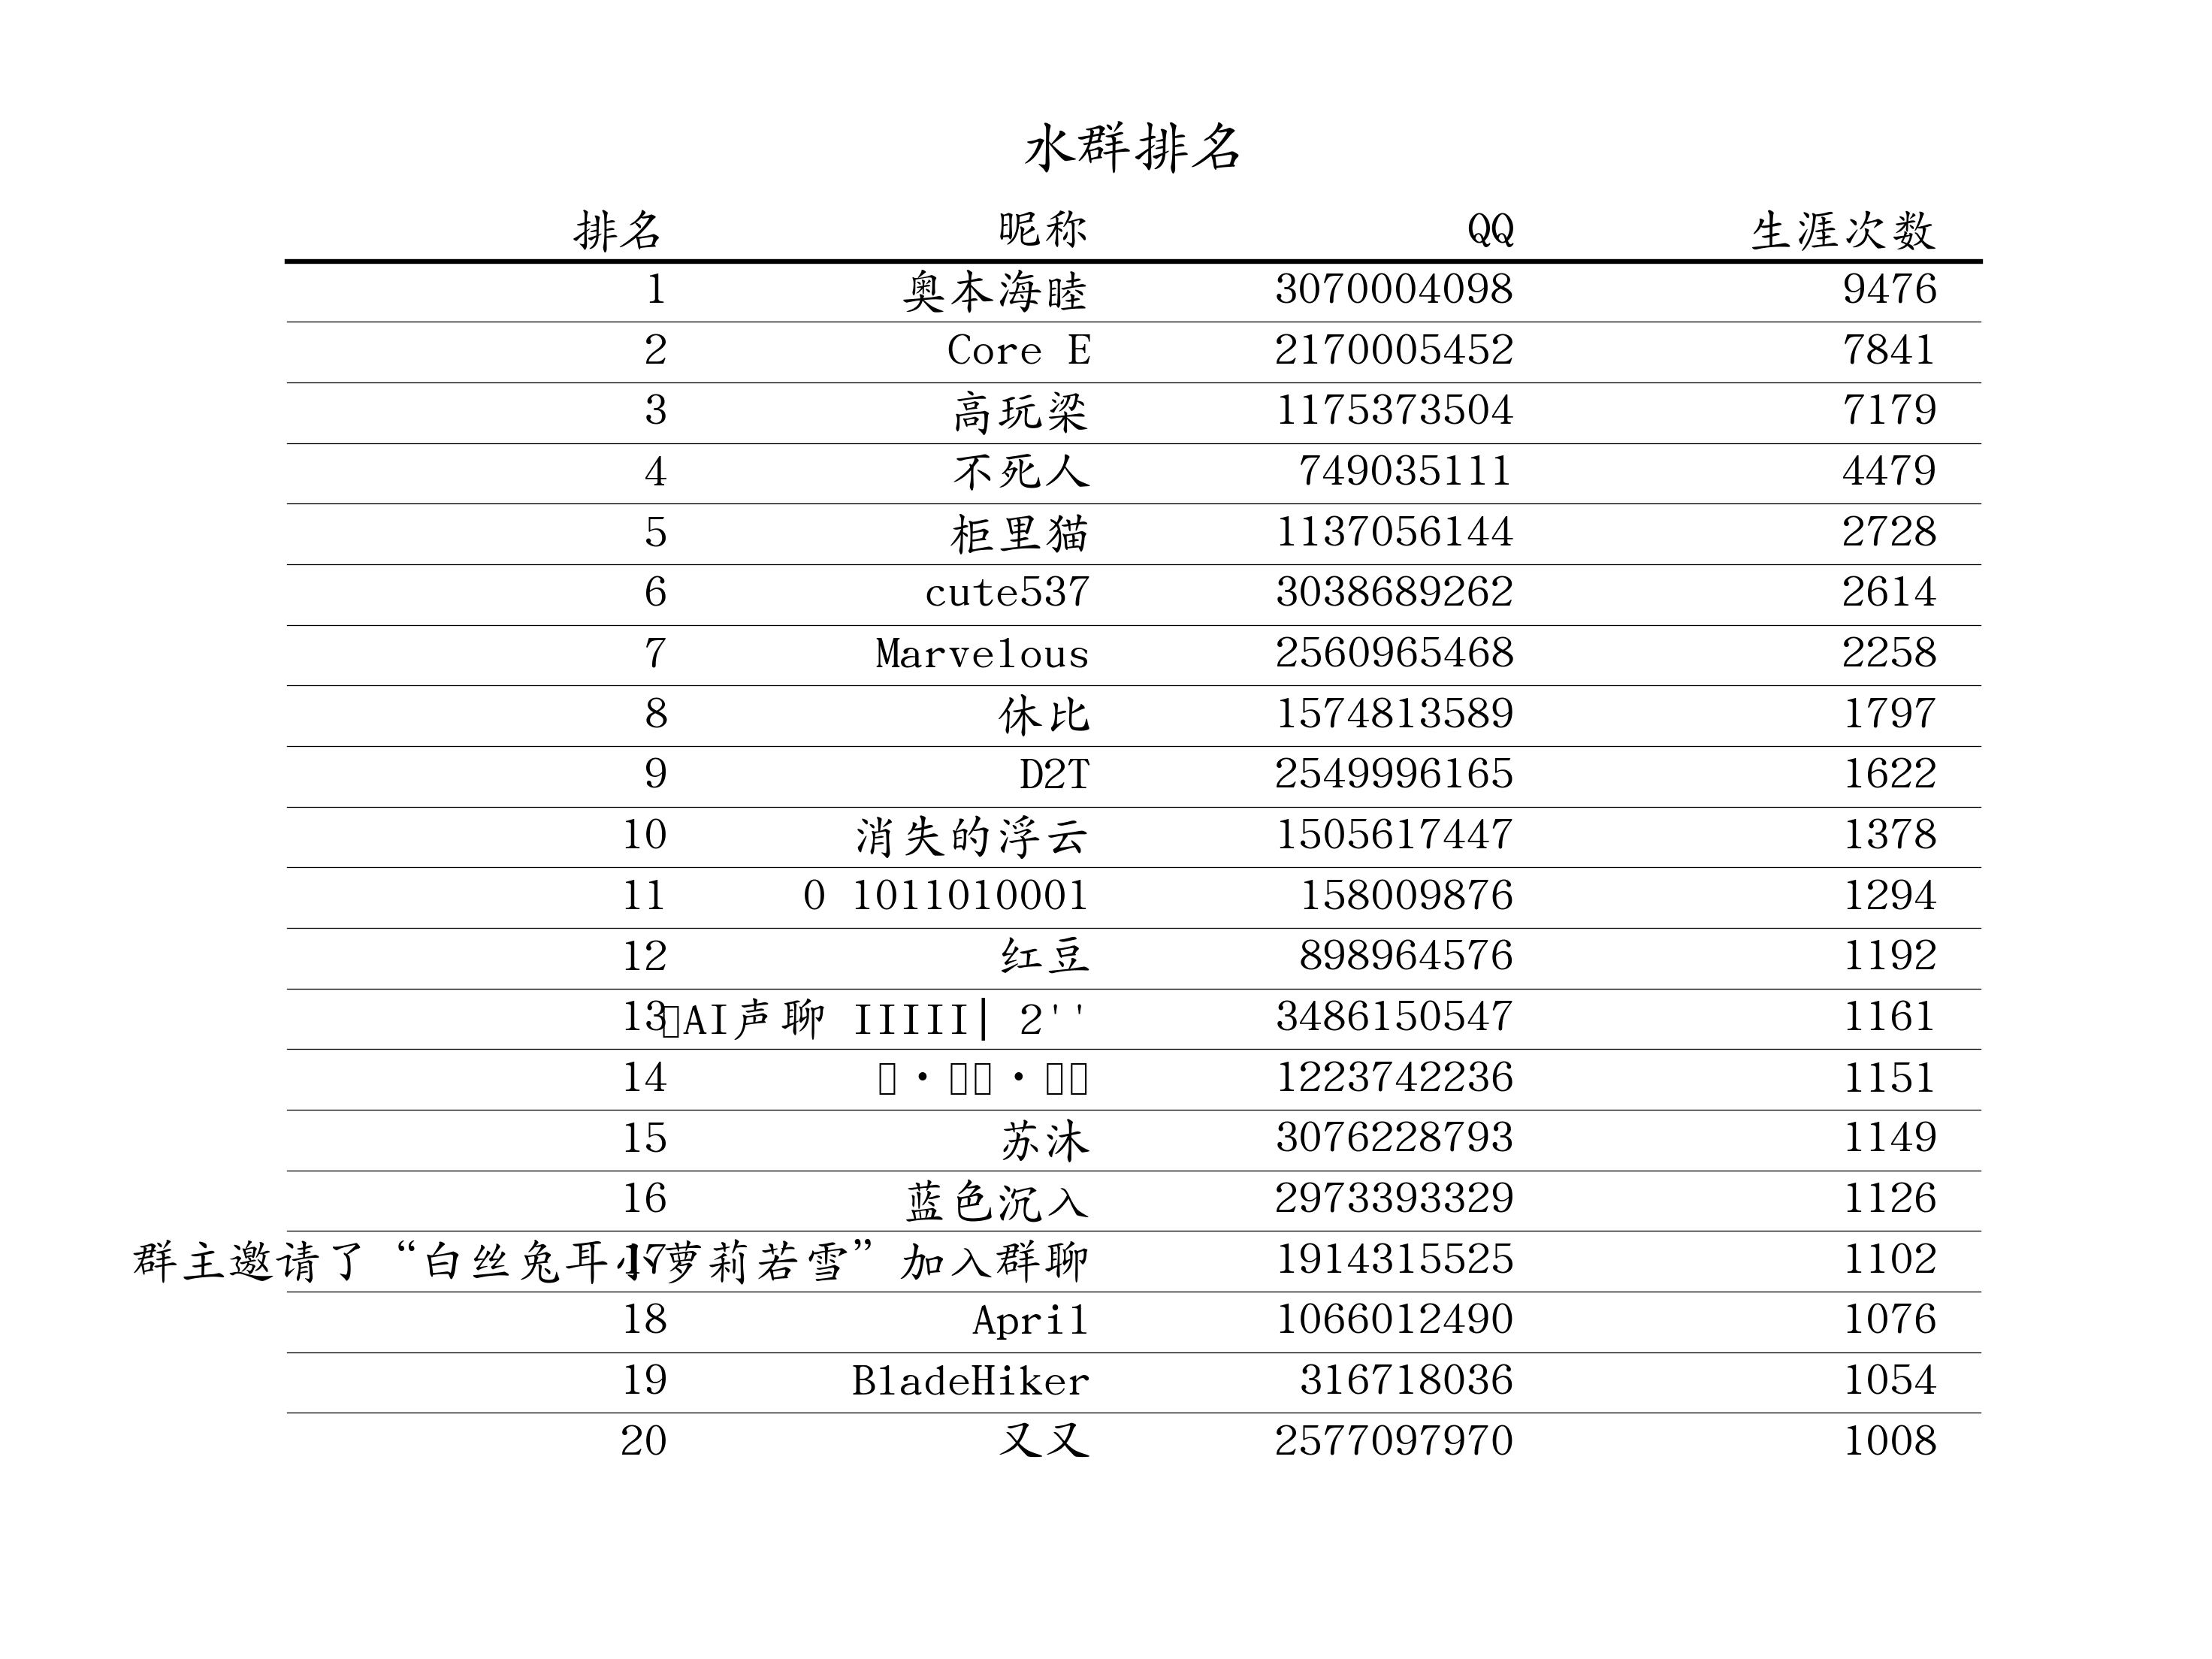 水群排名
排名 昵称 QQ 生涯次数
1 奥本海睦 3070004098 9476
2 Core E 2170005452 7841
3 高玩梁 1175373504 7179
4 不死人 749035111 4479
5 柜里猫 1137056144 2728
6 cute537 3038689262 2614
7 Marvelous 2560965468 2258
8 休比 1574813589 1797
9 D2T 2549996165 1622
10 消失的浮云 1505617447 1378
11 0 1011010001 158009876 1294
12 红豆 898964576 1192
13 AI声聊 IIIII| 2'' 3486150547 1161
14 · · 1223742236 1151
15 苏沐 3076228793 1149
16 蓝色沉入 2973393329 1126
17 群主邀请了“白丝兔耳小萝莉若雪”加入群聊 1914315525 1102
18 April 1066012490 1076
19 BladeHiker 316718036 1054
20 又又 2577097970 1008